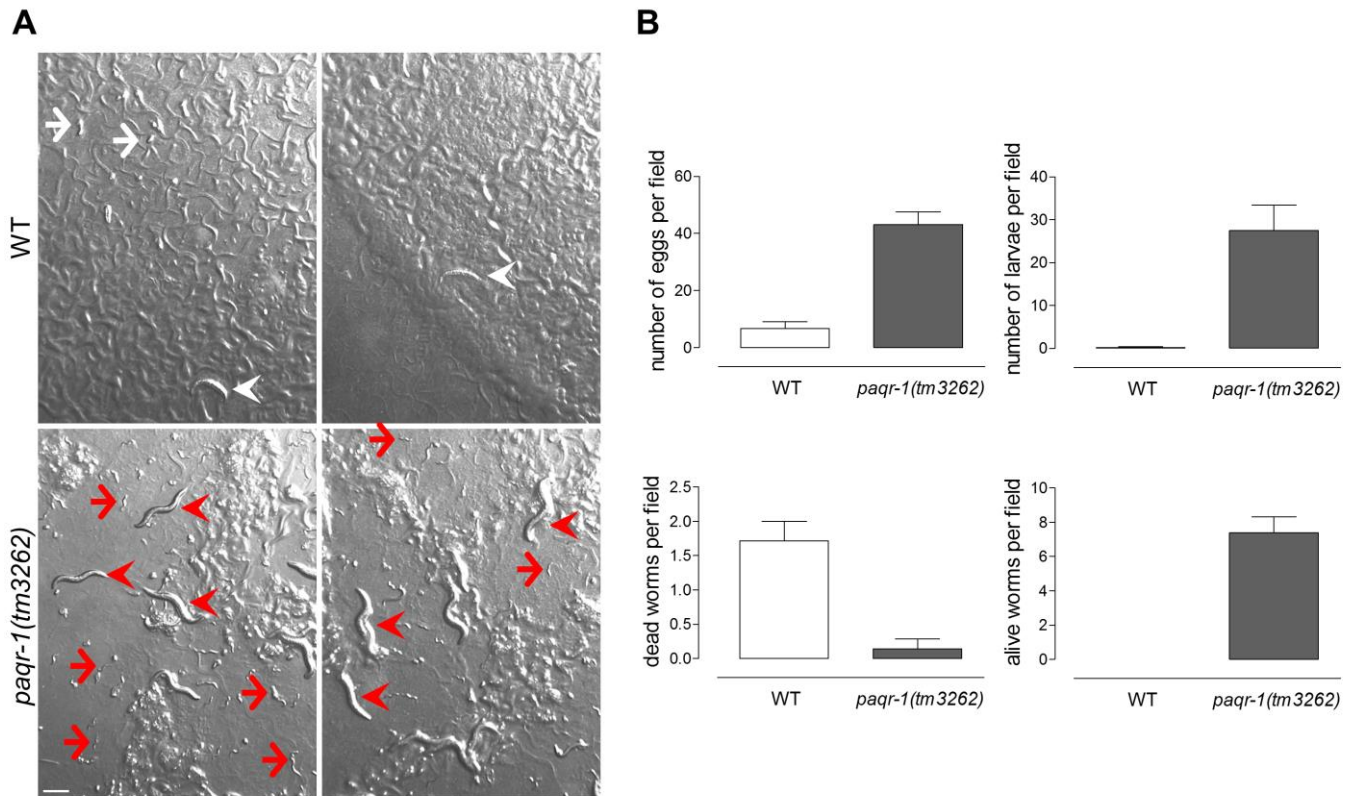 A
B
WT
paqr-1(tm3262)
number of eggs per field
60
40
20
0
WT
paqr-1(tm3262)
number of larvae per field
40
30
20
10
0
WT
paqr-1(tm3262)
dead worms per field
2.5
2.0
1.5
1.0
0.5
0.0
WT
paqr-1(tm3262)
alive worms per field
10
8
6
4
2
0
WT
paqr-1(tm3262)